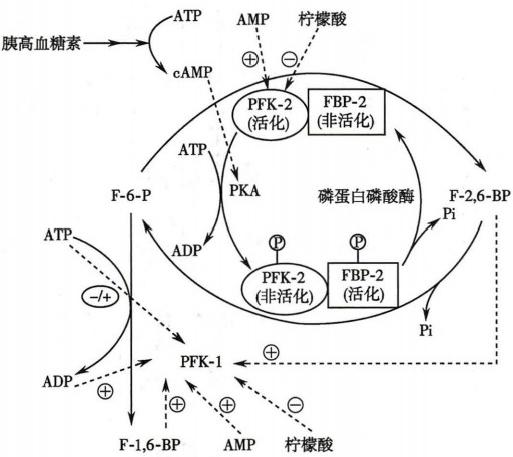 ATP
AMP
柠檬酸
胰高血糖素
⊕
⊖
cAMP
PFK-2
(活化)
FBP-2
(非活化)
ATP
F-6-P
PKA
磷蛋白磷酸酶
F-2,6-BP
Pi
ATP
ADP
P
P
PFK-2
(非活化)
FBP-2
(活化)
−/+
Pi
PFK-1
⊕
ADP
⊕
⊕
⊕
⊖
F-1,6-BP
AMP
柠檬酸